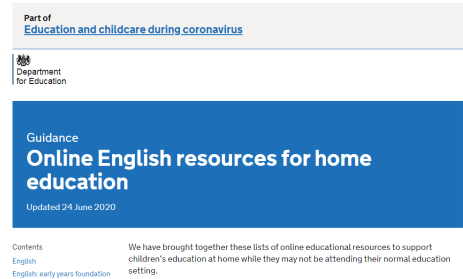 Part of
Education and childcare during coronavirus
Department
for Education
Guidance
Online English resources for home
education
Updated 24 June 2020
Contents
English
English: early years foundation
We have brought together these lists of online educational resources to support
children's education at home while they may not be attending their normal education
setting.